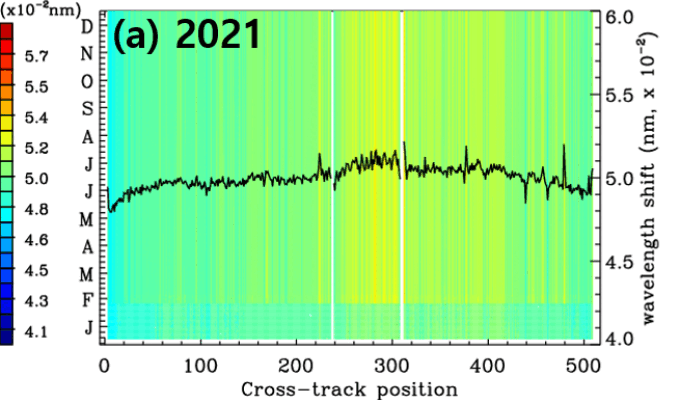 (x10⁻²nm)
(a) 2021
5.7
5.5
5.4
5.2
5.0
4.8
4.6
4.5
4.3
4.1
D
N
O
S
A
J
J
M
A
M
F
J
6.0
5.5
5.0
4.5
4.0
wavelength shift (nm, x 10⁻²)
0 100 200 300 400 500
Cross-track position